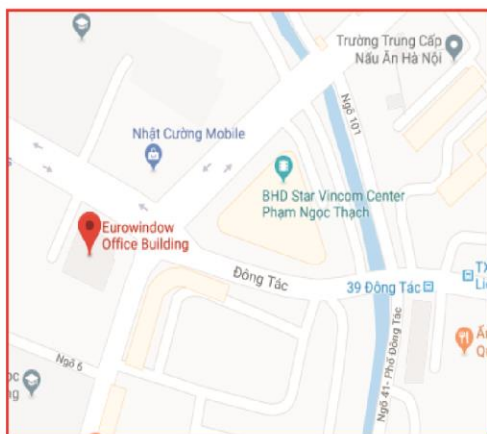 Trường Trung Cấp
Nấu Ăn Hà Nội
Ngõ 101
Nhật Cường Mobile
BHD Star Vincom Center
Phạm Ngọc Thạch
Eurowindow
Office Building
Đông Tác
39 Đông Tác
Ngõ 41- Phố Đông Tác
Ngõ 6